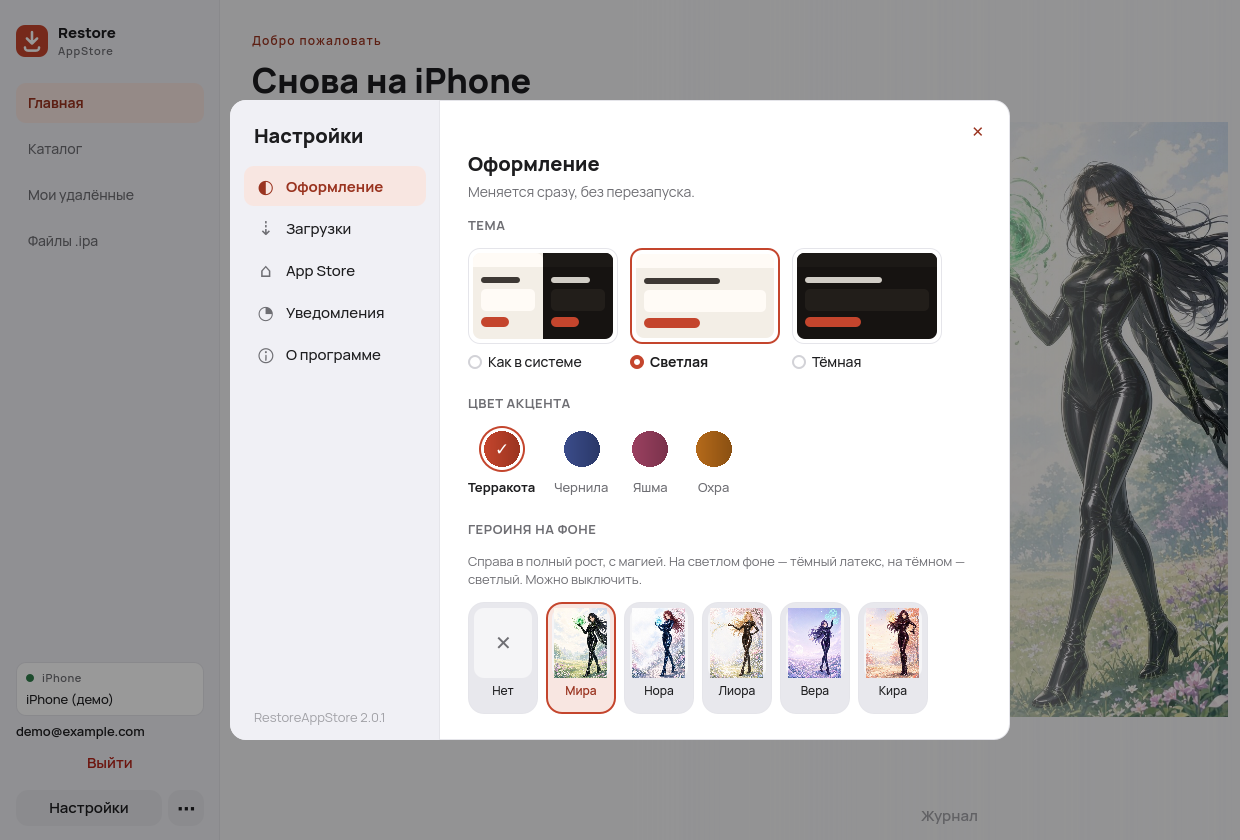 Restore
AppStore
Главная
Каталог
Мои удалённые
Файлы .ipa
iPhone
iPhone (демо)
demo@example.com
Выйти
Настройки
Добро пожаловать
Снова на iPhone
Настройки
Оформление
Загрузки
App Store
Уведомления
О программе
RestoreAppStore 2.0.1
Оформление
Меняется сразу, без перезапуска.
ТЕМА
Как в системе
Светлая
Тёмная
ЦВЕТ АКЦЕНТА
Терракота
Чернила
Яшма
Охра
ГЕРОИНЯ НА ФОНЕ
Справа в полный рост, с магией. На светлом фоне — тёмный латекс, на тёмном —
светлый. Можно выключить.
Нет
Мира
Нора
Лиора
Вера
Кира
Журнал